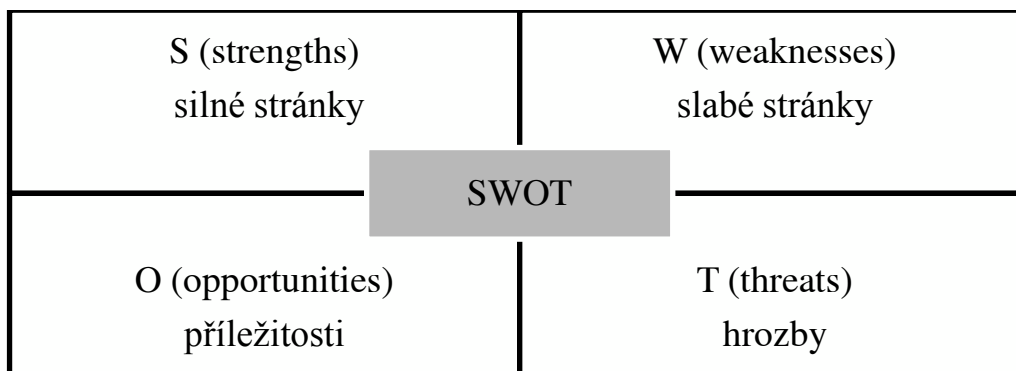 S (strengths)
silné stránky
W (weaknesses)
slabé stránky
SWOT
O (opportunities)
příležitosti
T (threats)
hrozby